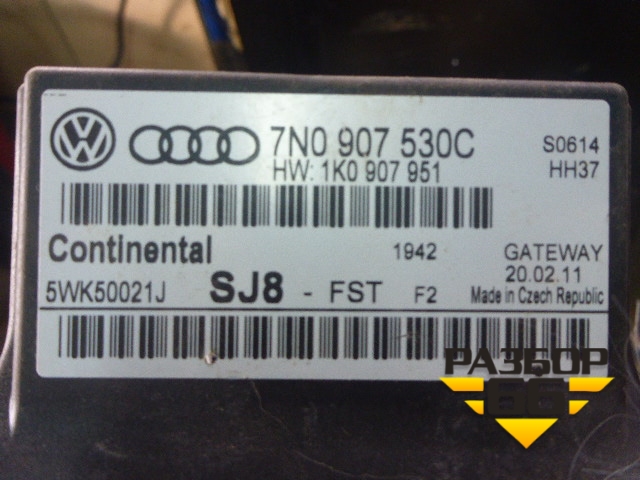 7N0 907 530C
S0614
HW: 1K0 907 951
HH37
Continental
1942
GATEWAY
20.02.11
5WK50021J
SJ8 - FST
F2
Made in Czech Republic
РАЗБОР
66